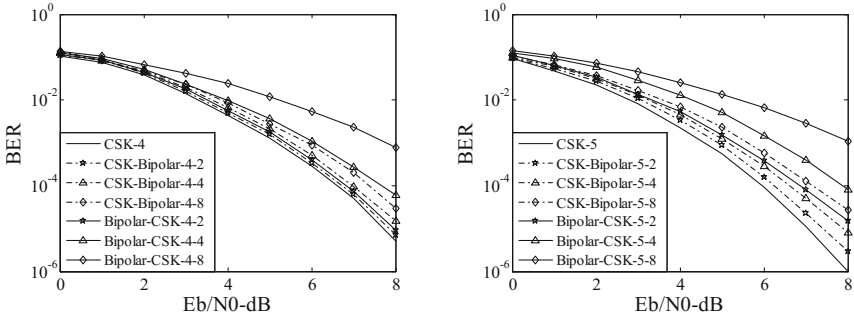 10^0
10^-2
10^-4
10^-6
BER
0
2
4
6
8
Eb/N0-dB
CSK-4
CSK-Bipolar-4-2
CSK-Bipolar-4-4
CSK-Bipolar-4-8
Bipolar-CSK-4-2
Bipolar-CSK-4-4
Bipolar-CSK-4-8
10^0
10^-2
10^-4
10^-6
BER
0
2
4
6
8
Eb/N0-dB
CSK-5
CSK-Bipolar-5-2
CSK-Bipolar-5-4
CSK-Bipolar-5-8
Bipolar-CSK-5-2
Bipolar-CSK-5-4
Bipolar-CSK-5-8